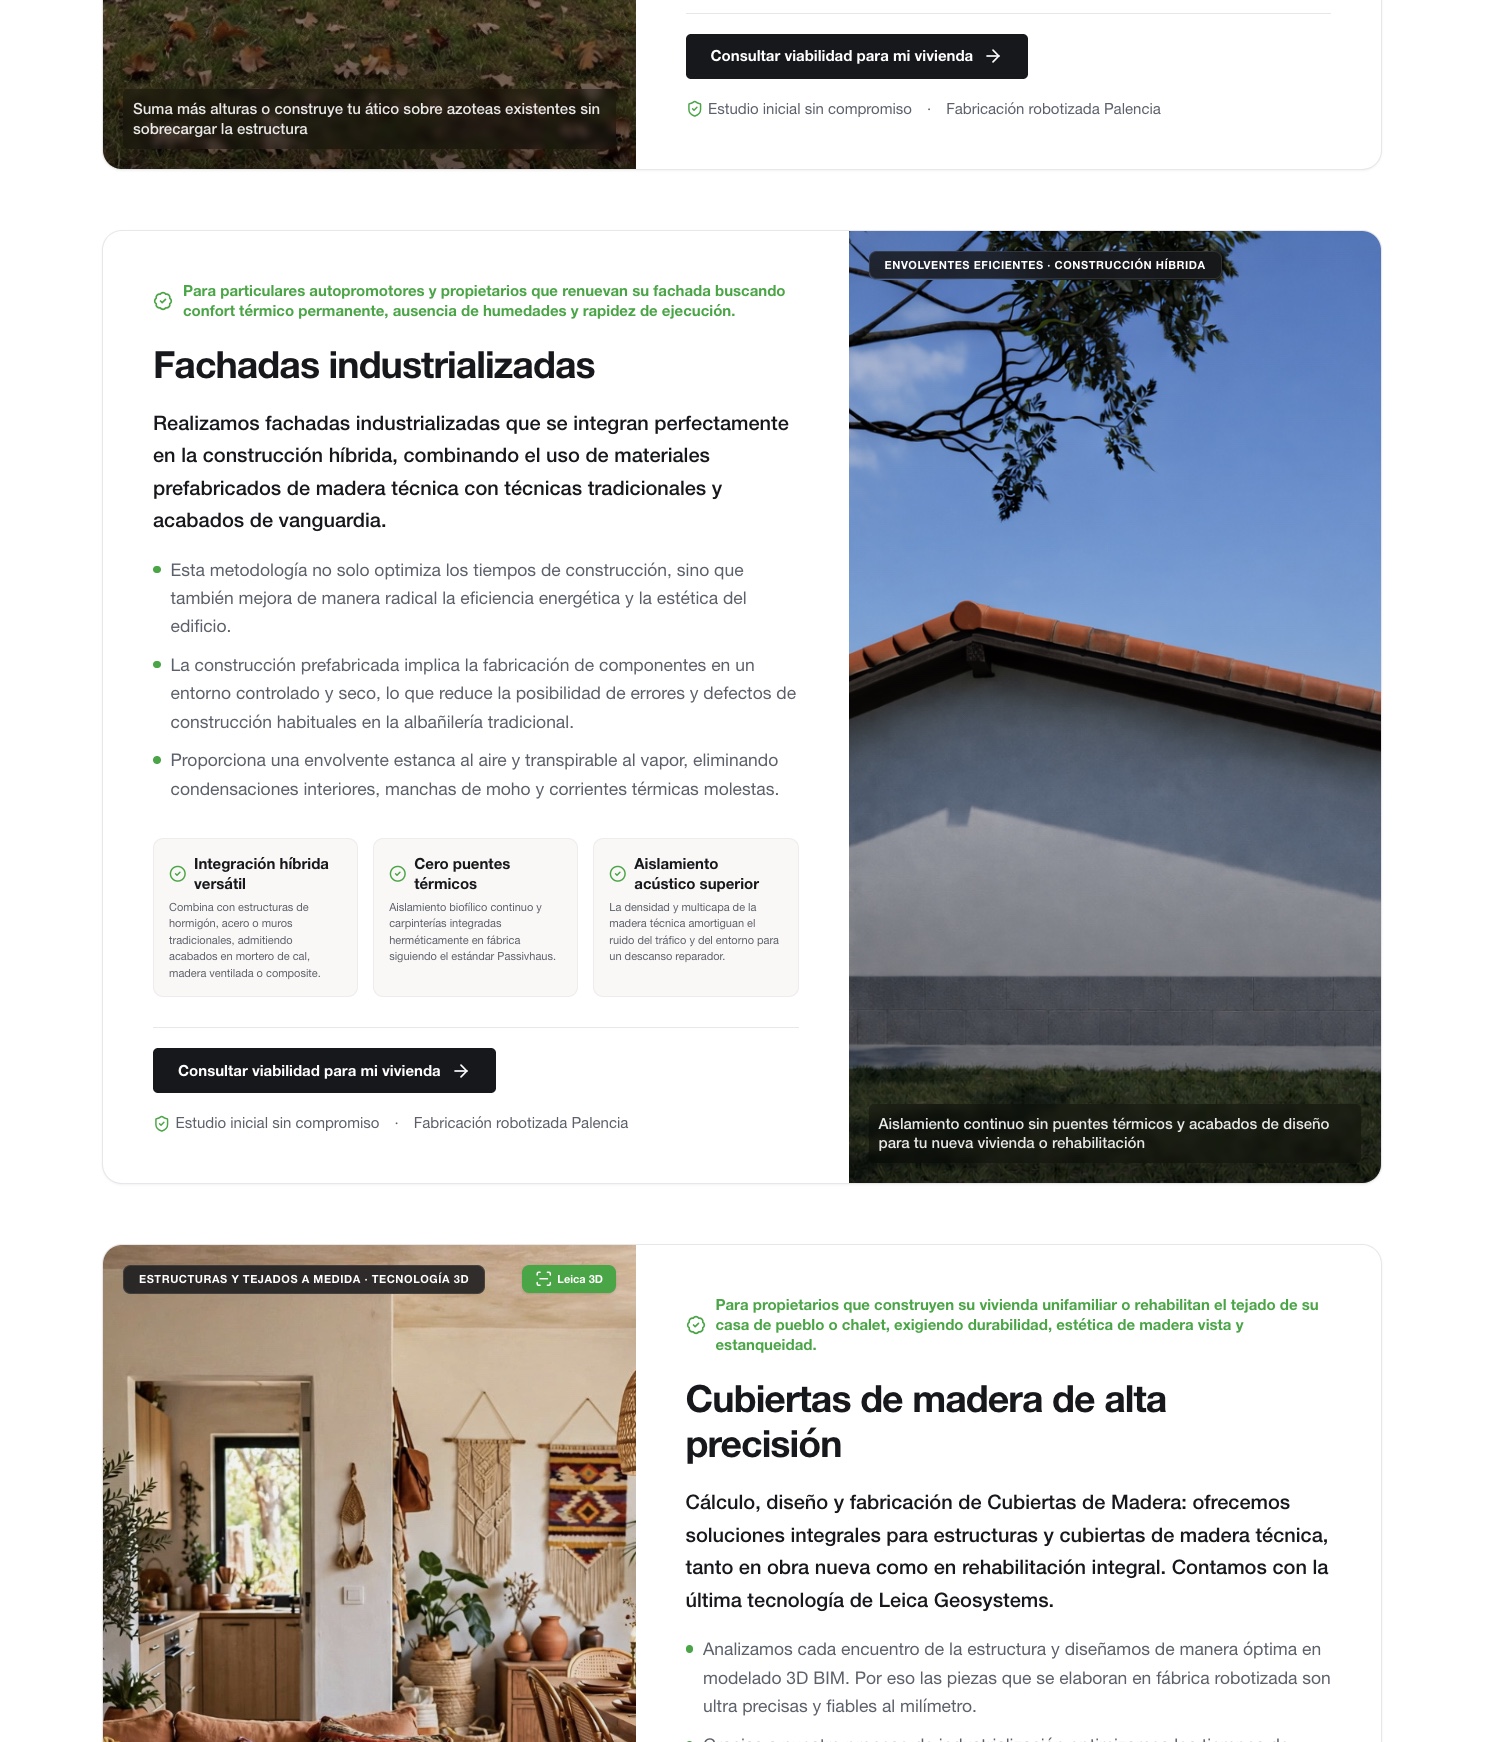 Suma más alturas o construye tu ático sobre azoteas existentes sin
sobrecargar la estructura
Consultar viabilidad para mi vivienda
Estudio inicial sin compromiso · Fabricación robotizada Palencia
Para particulares autopromotores y propietarios que renuevan su fachada buscando
confort térmico permanente, ausencia de humedades y rapidez de ejecución.
Fachadas industrializadas
Realizamos fachadas industrializadas que se integran perfectamente
en la construcción híbrida, combinando el uso de materiales
prefabricados de madera técnica con técnicas tradicionales y
acabados de vanguardia.
Esta metodología no solo optimiza los tiempos de construcción, sino que
también mejora de manera radical la eficiencia energética y la estética del
edificio.
La construcción prefabricada implica la fabricación de componentes en un
entorno controlado y seco, lo que reduce la posibilidad de errores y defectos de
construcción habituales en la albañilería tradicional.
Proporciona una envolvente estanca al aire y transpirable al vapor, eliminando
condensaciones interiores, manchas de moho y corrientes térmicas molestas.
Integración híbrida
versátil
Combina con estructuras de
hormigón, acero o muros
tradicionales, admitiendo
acabados en mortero de cal,
madera ventilada o composite.
Cero puentes
térmicos
Aislamiento biofílico continuo y
carpinterías integradas
herméticamente en fábrica
siguiendo el estándar Passivhaus.
Aislamiento
acústico superior
La densidad y multicapa de la
madera técnica amortiguan el
ruido del tráfico y del entorno para
un descanso reparador.
Consultar viabilidad para mi vivienda
Estudio inicial sin compromiso · Fabricación robotizada Palencia
ENVOLVENTES EFICIENTES · CONSTRUCCIÓN HÍBRIDA
Aislamiento continuo sin puentes térmicos y acabados de diseño
para tu nueva vivienda o rehabilitación
ESTRUCTURAS Y TEJADOS A MEDIDA · TECNOLOGÍA 3D
Leica 3D
Para propietarios que construyen su vivienda unifamiliar o rehabilitan el tejado de su
casa de pueblo o chalet, exigiendo durabilidad, estética de madera vista y
estanqueidad.
Cubiertas de madera de alta
precisión
Cálculo, diseño y fabricación de Cubiertas de Madera: ofrecemos
soluciones integrales para estructuras y cubiertas de madera técnica,
tanto en obra nueva como en rehabilitación integral. Contamos con la
última tecnología de Leica Geosystems.
Analizamos cada encuentro de la estructura y diseñamos de manera óptima en
modelado 3D BIM. Por eso las piezas que se elaboran en fábrica robotizada son
ultra precisas y fiables al milímetro.